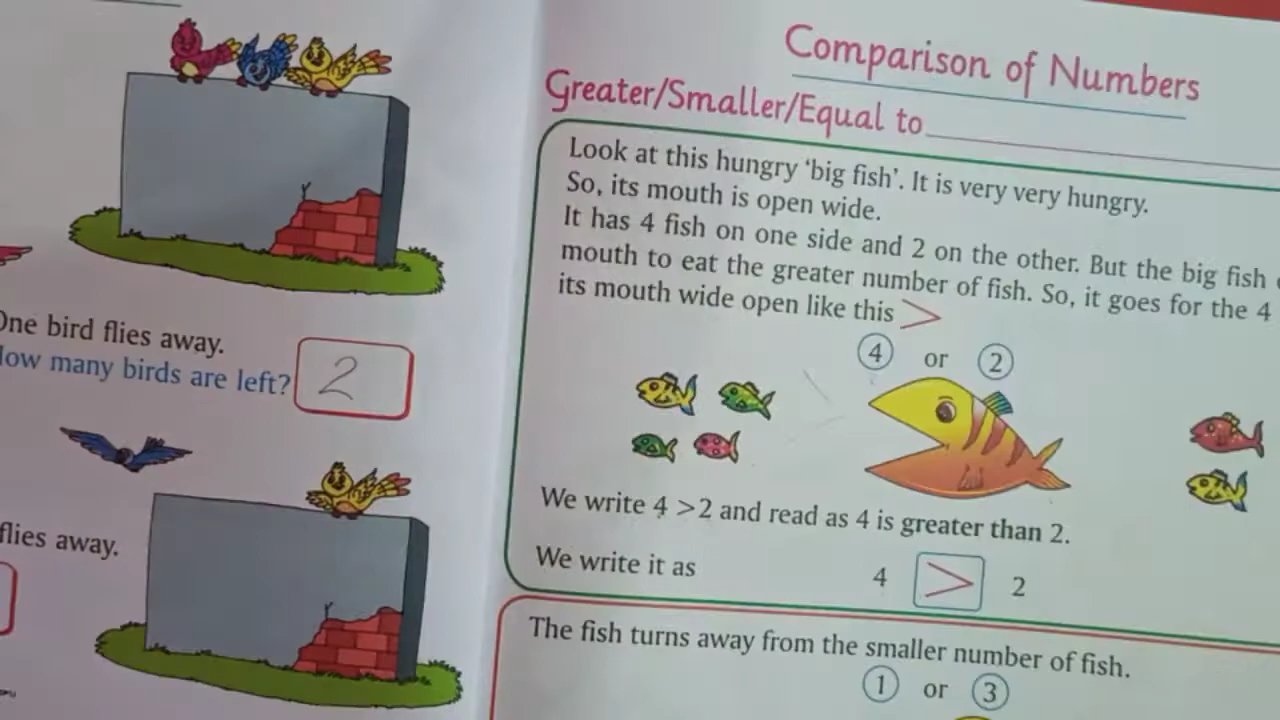 One bird flies away.
How many birds are left? 2
flies away.
Comparison of Numbers
Greater/Smaller/Equal to
Look at this hungry ‘big fish’. It is very very hungry.
So, its mouth is open wide.
It has 4 fish on one side and 2 on the other. But the big fish
mouth to eat the greater number of fish. So, it goes for the 4
its mouth wide open like this >
4 or 2
We write 4 >2 and read as 4 is greater than 2.
We write it as 4 > 2
The fish turns away from the smaller number of fish.
1 or 3